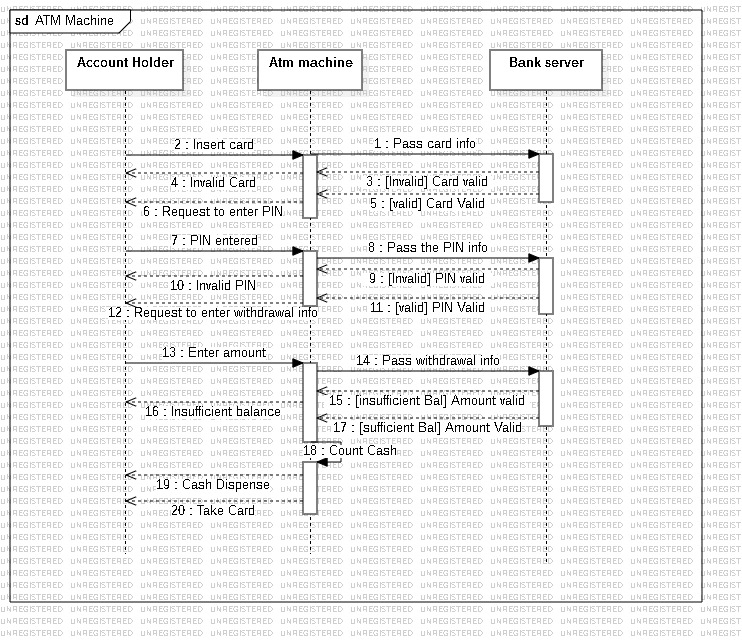 sd ATM Machine
Account Holder
Atm machine
Bank server
2 : Insert card
1 : Pass card info
3 : [Invalid] Card valid
4 : Invalid Card
5 : [valid] Card Valid
6 : Request to enter PIN
7 : PIN entered
8 : Pass the PIN info
9 : [Invalid] PIN valid
10 : Invalid PIN
11 : [valid] PIN Valid
12 : Request to enter withdrawal info
13 : Enter amount
14 : Pass withdrawal info
15 : [insufficient Bal] Amount valid
16 : Insufficient balance
17 : [sufficient Bal] Amount Valid
18 : Count Cash
19 : Cash Dispense
20 : Take Card
UNREGISTERED